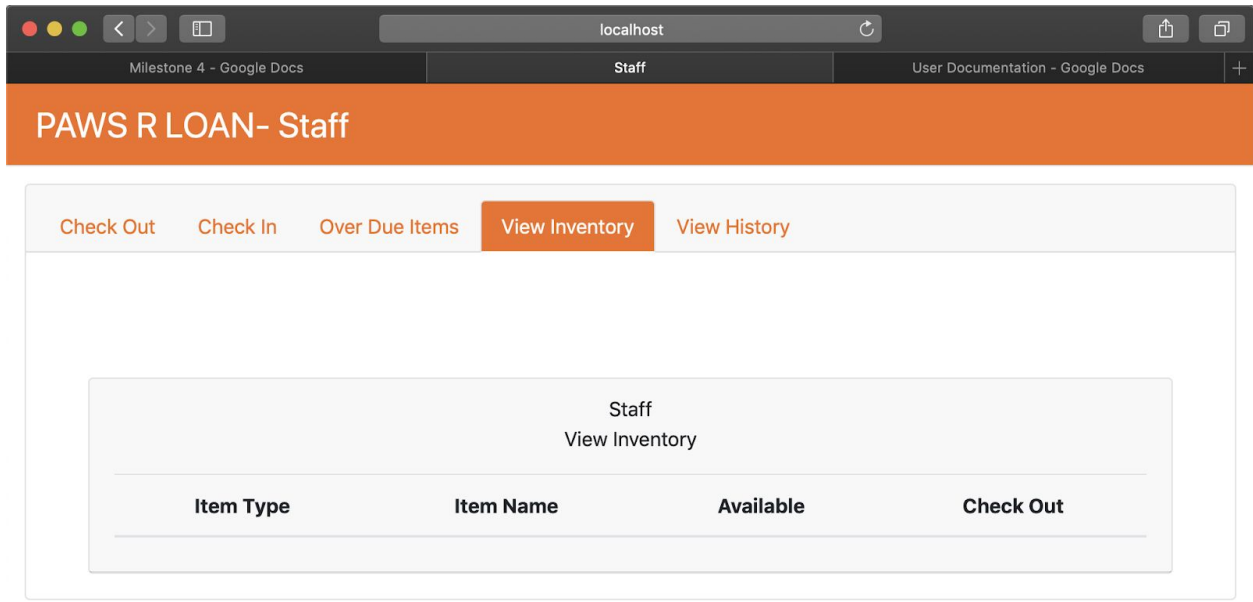 localhost
Milestone 4 - Google Docs
Staff
User Documentation - Google Docs
PAWS R LOAN- Staff
Check Out
Check In
Over Due Items
View Inventory
View History
Staff
View Inventory
Item Type
Item Name
Available
Check Out